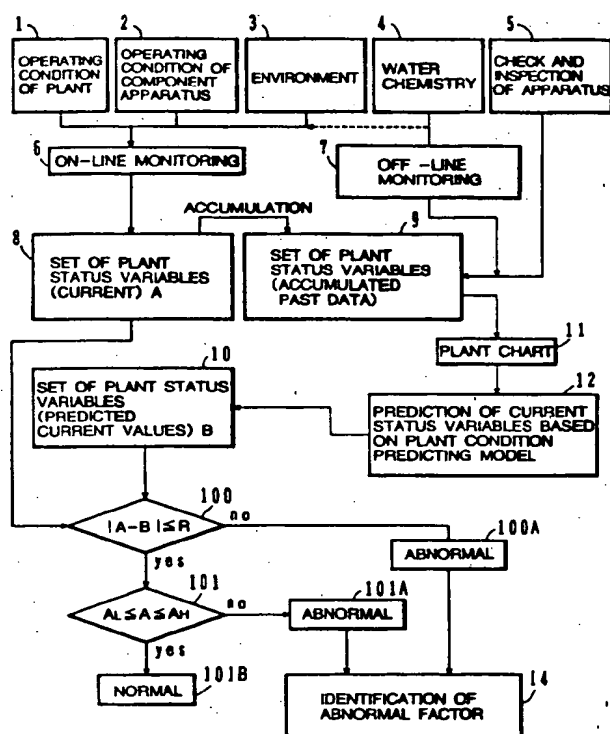 1
2
3
4
5
OPERATING
CONDITION
OF PLANT
OPERATING
CONDITION OF
COMPONENT
APPARATUS
ENVIRONMENT
WATER
CHEMISTRY
CHECK AND
INSPECTION
OF APPARATUS
6
ON-LINE MONITORING
7
OFF -LINE
MONITORING
ACCUMULATION
8
SET OF PLANT
STATUS VARIABLES
(CURRENT) A
9
SET OF PLANT
STATUS VARIABLES
(ACCUMULATED
PAST DATA)
11
PLANT CHART
10
SET OF PLANT STATUS
VARIABLES
(PREDICTED
CURRENT VALUES) B
12
PREDICTION OF CURRENT
STATUS VARIABLES BASED
ON PLANT CONDITION
PREDICTING MODEL
100
|A-B|≤R
no
yes
100A
ABNORMAL
101
AL≤A≤AH
no
yes
101A
ABNORMAL
NORMAL
101B
14
IDENTIFICATION OF
ABNORMAL FACTOR